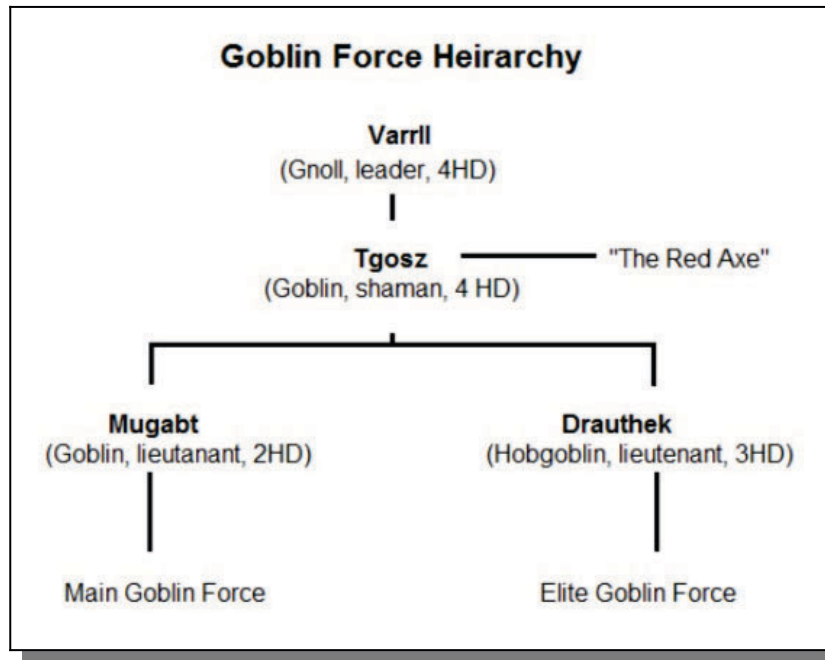 Goblin Force Heirarchy
Varrll
(Gnoll, leader, 4HD)
Tgosz
"The Red Axe"
(Goblin, shaman, 4 HD)
Mugabt
(Goblin, lieutanant, 2HD)
Drauthek
(Hobgoblin, lieutenant, 3HD)
Main Goblin Force
Elite Goblin Force